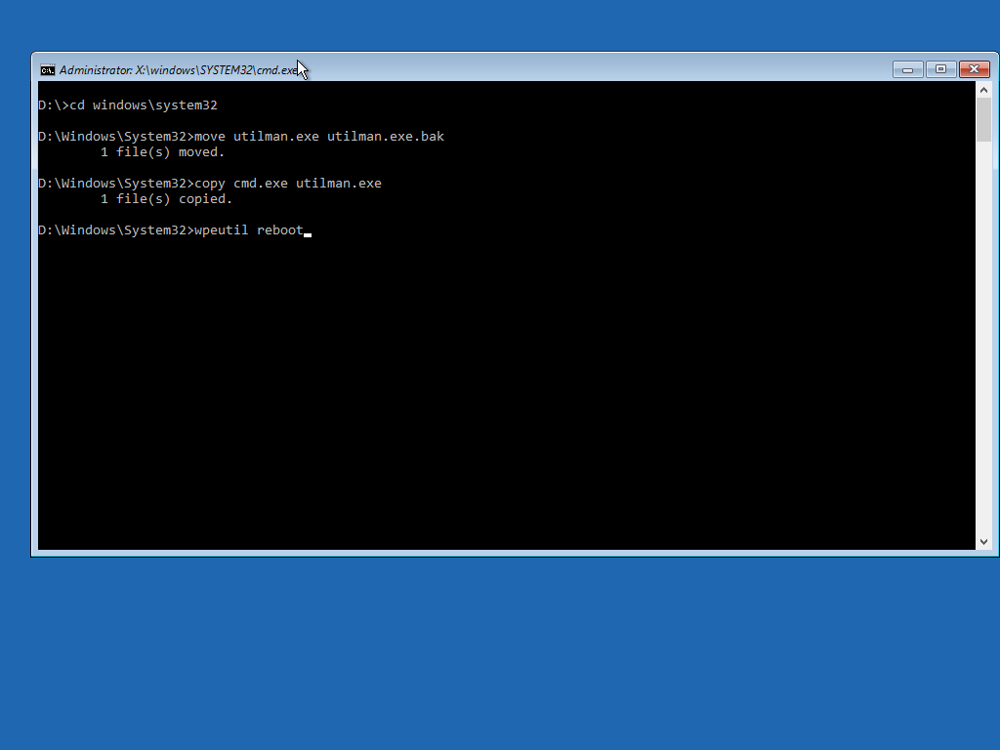 Administrator: X:\windows\SYSTEM32\cmd.exe
D:\>cd windows\system32
D:\Windows\System32>move utilman.exe utilman.exe.bak
        1 file(s) moved.
D:\Windows\System32>copy cmd.exe utilman.exe
        1 file(s) copied.
D:\Windows\System32>wpeutil reboot